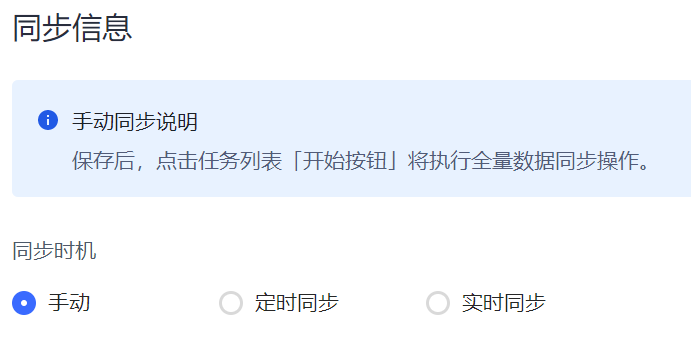 同步信息
手动同步说明
保存后，点击任务列表「开始按钮」将执行全量数据同步操作。
同步时机
手动
定时同步
实时同步